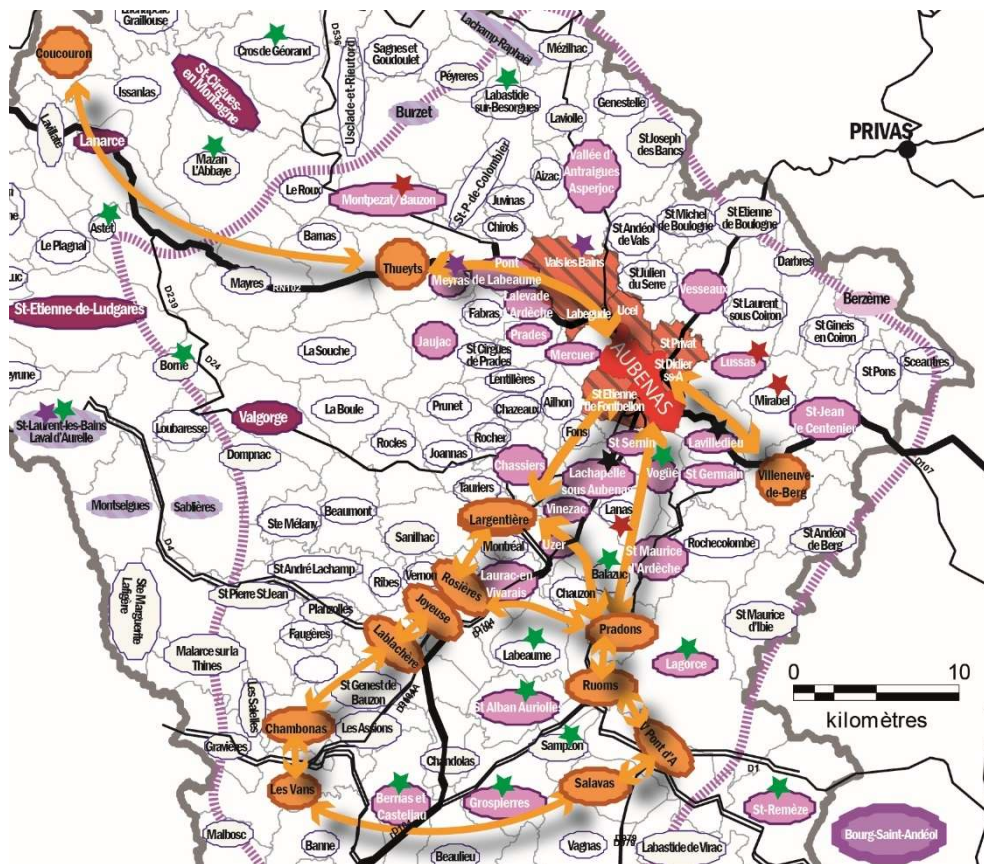 Graillouse
Coucouron
Cros de Géorand
D536
Sagnes et
Goudoulet
Lachamp-Raphaël
Mézilhac
Issanlas
St-Cirgues-
en Montagne
Usclade-et-Rieutord
Péyreres
Labastide
sur-Besorgues
Genestelle
Burzet
Laviolle
St Joseph
des Bancs
PRIVAS
Lavillate
Lanarce
Mazan
L'Abbaye
Le Roux
Montpezat/Bauzon
St-P-de-Colombier
Juvinas
Aizac
Vallée d'
Antraigues
Asperjoc
Astet
Le Plagnal
Barnas
Chirols
St Andéol
de Vals
St Michel
de Boulogne
St Etienne
de Boulogne
Luc
Mayres
RN102
Thueyts
Pont
de Labeaume
Meyras
Vals les Bains
St Julien
du Serre
Darbres
St-Etienne-de-Ludgarés
D239
Fabras
Lalevade
d'Ardèche
Labegude
Ucel
Vesseaux
St Laurent
sous Coiron
Berzème
Jaujac
Prades
St Cirgues
de Prades
Mercuer
St Privat
AUBENAS
St Didier
ss-A
Lussas
St Gineis
en Coiron
Sceautres
La Souche
Borne
D24
Lentillères
St Pons
Mirabel
eyrune
St-Laurent-les-Bains
Laval d'Aurelle
Loubaresse
Valgorge
La Boule
Prunet
Chazeaux
Ailhon
St Etienne
de Fontbellon
St-Jean
le Centenier
Dompnac
Rocles
Joannas
Rocher
Fons
St Sernin
Lavilledieu
Chassiers
Lachapelle
sous Aubenas
Vogüé
St Germain
Villeneuve-
de-Berg
D107
Montselgues
Sablières
Tauriers
Vinezac
Lanas
Ste Mélany
Beaumont
Largentière
Sanilhac
Montréal
Uzer
St Maurice
d'Ardèche
Rochecolombe
St Andéol
de Berg
D4
St André Lachamp
Ribes
Vernon
Rosières
Laurac-en
Vivarais
Balazuc
Ste Marguerite
Lafigère
St Pierre St Jean
Planzolles
Joyeuse
Chauzon
D104
St Maurice
d'Ibie
Faugères
Lablachère
Pradons
Malarce sur la
Thines
Labeaume
Lagorce
0
10
kilomètres
St Genest de
Bauzon
Ruoms
Les Salelles
St Alban Auriolles
Chambonas
Les Assions
Gravières
Sampzon
Pont d'A
Chandolas
D1
Les Vans
Berrias et
Casteljau
Grospierres
Salavas
St-Remèze
Malbosc
Banne
Beaulieu
Vagnas
D979
Labastide de Virac
Bourg-Saint-Andéol